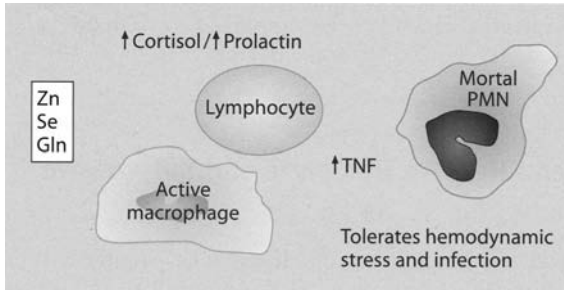 ↑Cortisol/↑Prolactin
Zn
Se
Gln
Lymphocyte
Mortal
PMN
↑TNF
Active
macrophage
Tolerates hemodynamic
stress and infection